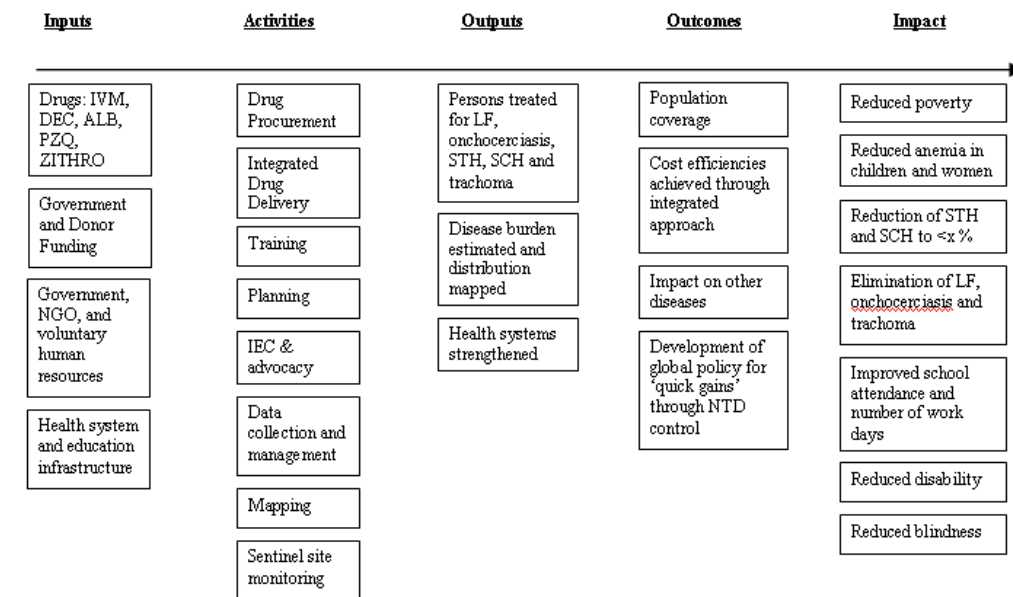 Inputs
Activities
Outputs
Outcomes
Impact
Drugs: IVM,
DEC, ALB,
PZQ,
ZITHRO
Government
and Donor
Funding
Government,
NGO, and
voluntary
human
resources
Health system
and education
infrastructure
Drug
Procurement
Integrated
Drug
Delivery
Training
Planning
IEC &
advocacy
Data
collection and
management
Mapping
Sentinel site
monitoring
Persons treated
for LF,
onchocerciasis,
STH, SCH and
trachoma
Disease burden
estimated and
distribution
mapped
Health systems
strengthened
Population
coverage
Cost efficiencies
achieved through
integrated
approach
Impact on other
diseases
Development of
global policy for
‘quick gains’
through NTD
control
Reduced poverty
Reduced anemia in
children and women
Reduction of STH
and SCH to <x %
Elimination of LF,
onchocerciasis and
trachoma
Improved school
attendance and
number of work
days
Reduced disability
Reduced blindness